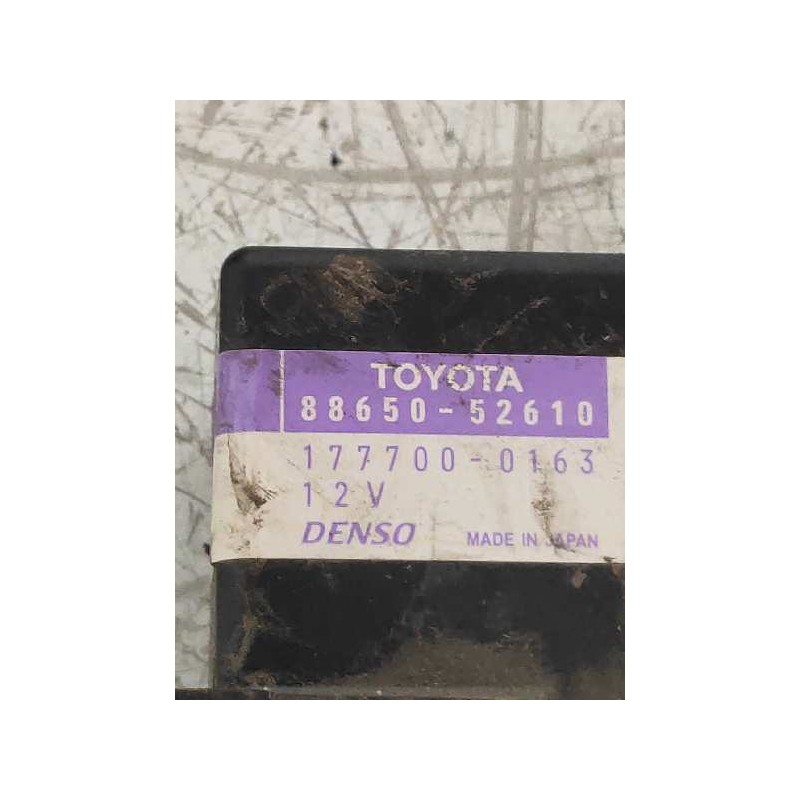 TOYOTA
88650-52610
177700-0163
12V
DENSO MADE IN JAPAN